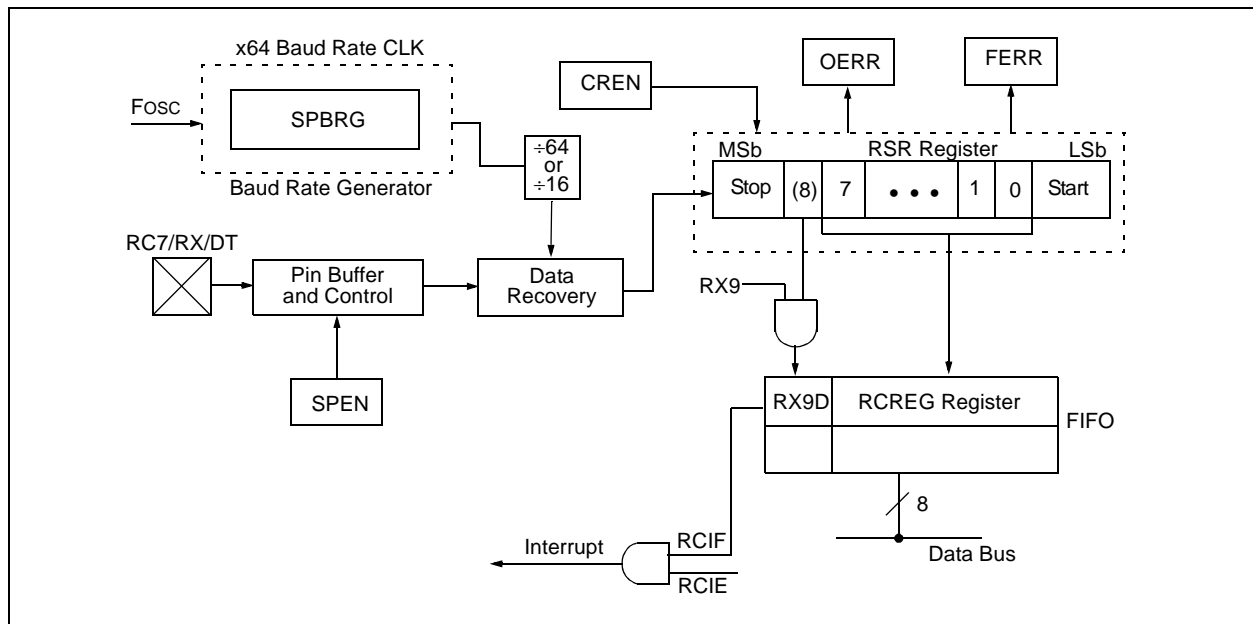 x64 Baud Rate CLK
FOSC
SPBRG
Baud Rate Generator
÷64
or
÷16
CREN
OERR
FERR
MSb
RSR Register
LSb
Stop
(8)
7
• • •
1
0
Start
RC7/RX/DT
Pin Buffer
and Control
Data
Recovery
SPEN
RX9
RX9D
RCREG Register
FIFO
8
Data Bus
Interrupt
RCIF
RCIE